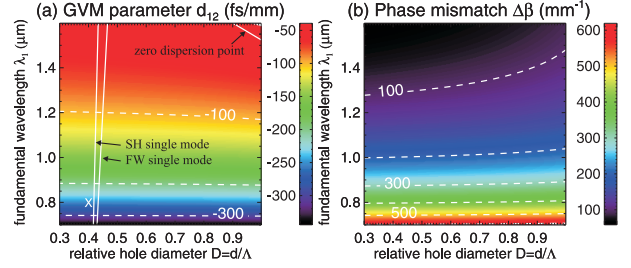 (a) GVM parameter d₁₂ (fs/mm)
(b) Phase mismatch Δβ (mm⁻¹)
fundamental wavelength λ₁ (µm)
1.4
1.2
1.0
0.8
zero dispersion point
-100
SH single mode
FW single mode
X
-300
0.3 0.4 0.5 0.6 0.7 0.8 0.9
relative hole diameter D=d/Λ
-50
-100
-150
-200
-250
-300
fundamental wavelength λ₁ (µm)
1.4
1.2
1.0
0.8
100
300
500
0.3 0.4 0.5 0.6 0.7 0.8 0.9 1.0
relative hole diameter D=d/Λ
600
500
400
300
200
100